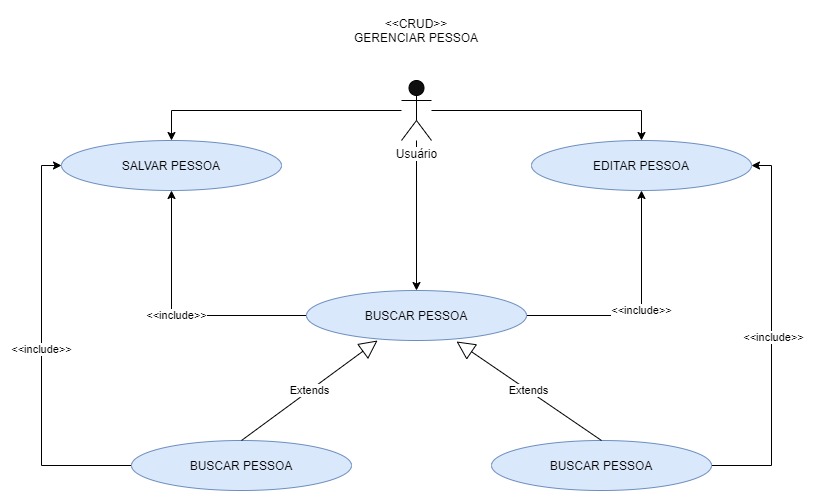 <<CRUD>>
GERENCIAR PESSOA
Usuário
SALVAR PESSOA
EDITAR PESSOA
<<include>>
BUSCAR PESSOA
<<include>>
<<include>>
<<include>>
Extends
Extends
BUSCAR PESSOA
BUSCAR PESSOA